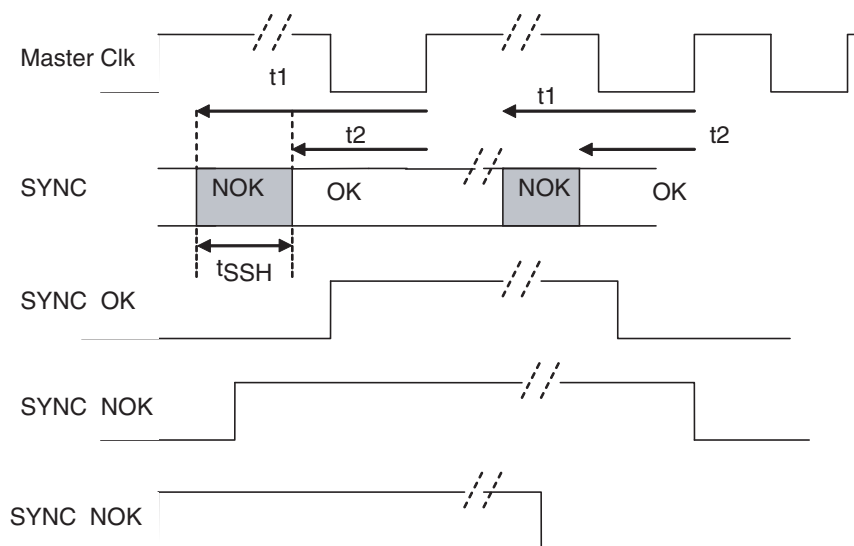 Master Clk
t1
t1
t2
t2
SYNC
NOK
OK
NOK
OK
tSSH
SYNC OK
SYNC NOK
SYNC NOK